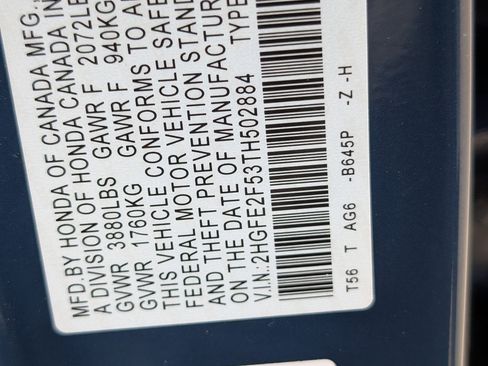 MFD.BY HONDA OF CANADA MFG.,
A DIVISION OF HONDA CANADA IN
GVWR 3880LBS GAWR F 2072LB
GVWR 1760KG GAWR F 940KG
THIS VEHICLE CONFORMS TO A
FEDERAL MOTOR VEHICLE SAFE
AND THEFT PREVENTION STAN
ON THE DATE OF MANUFACTUR
V.I.N.:2HGFE2F53TH502884 TYPE
T56 T AG6 -B645P -Z -H